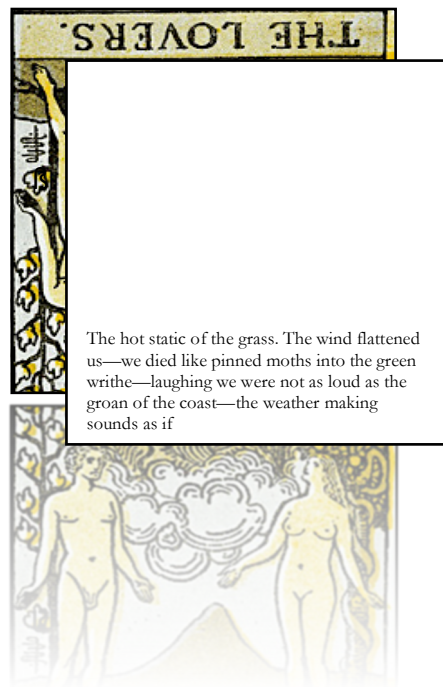 THE LOVERS.
The hot static of the grass. The wind flattened
us—we died like pinned moths into the green
writhe—laughing we were not as loud as the
groan of the coast—the weather making
sounds as if